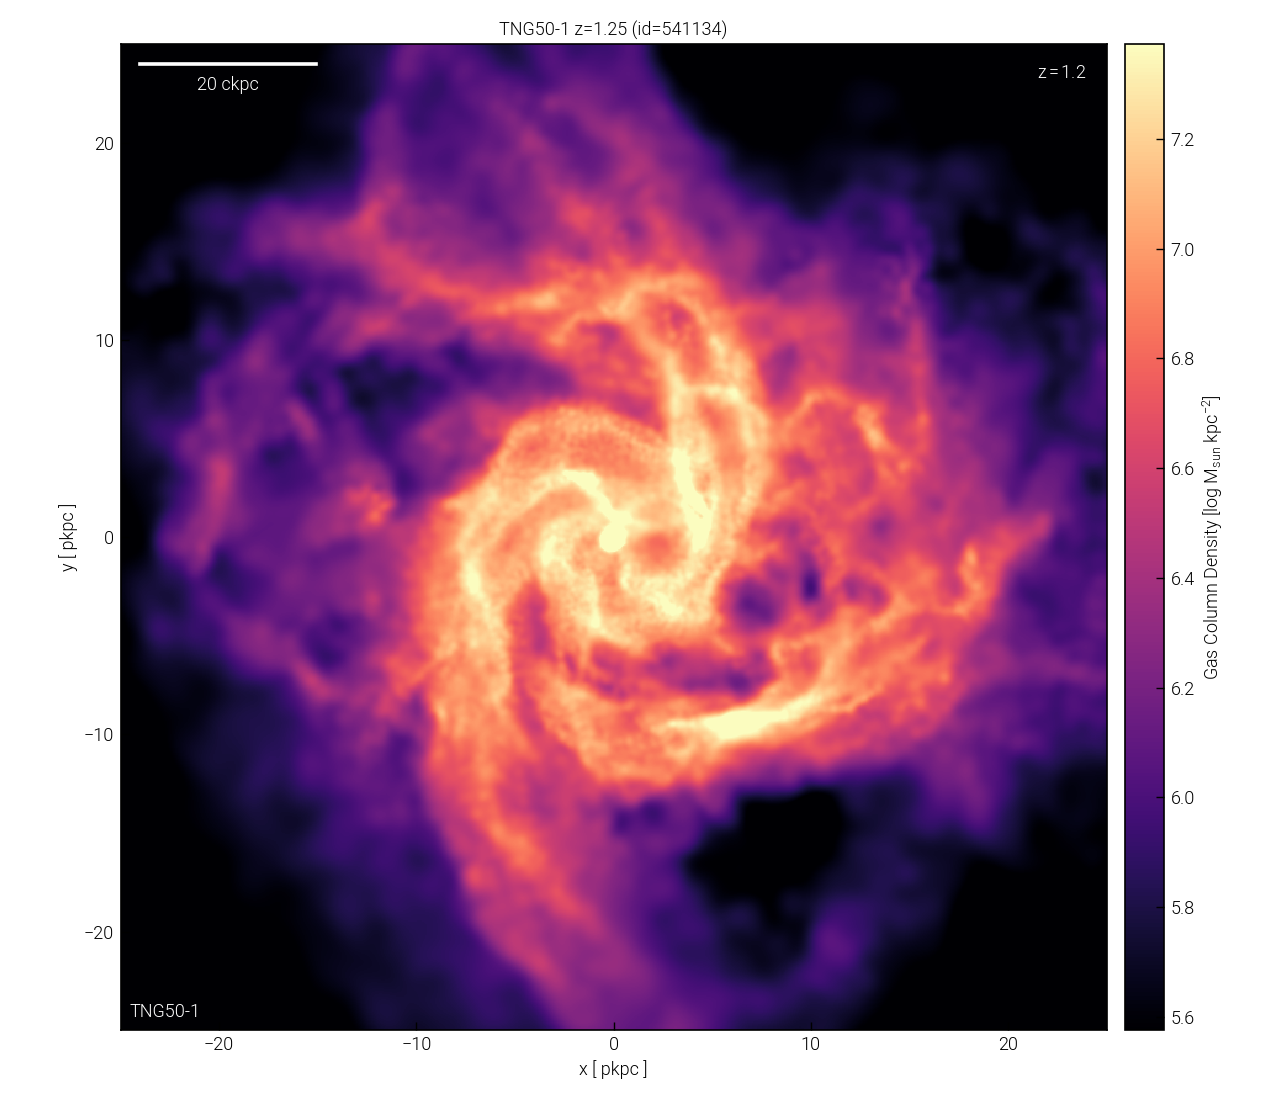 TNG50-1 z=1.25 (id=541134)
20 ckpc
z = 1.2
TNG50-1
y [ pkpc ]
20
10
0
−10
−20
−20
−10
0
10
20
x [ pkpc ]
7.2
7.0
6.8
6.6
6.4
6.2
6.0
5.8
5.6
Gas Column Density [log M_sun kpc⁻²]